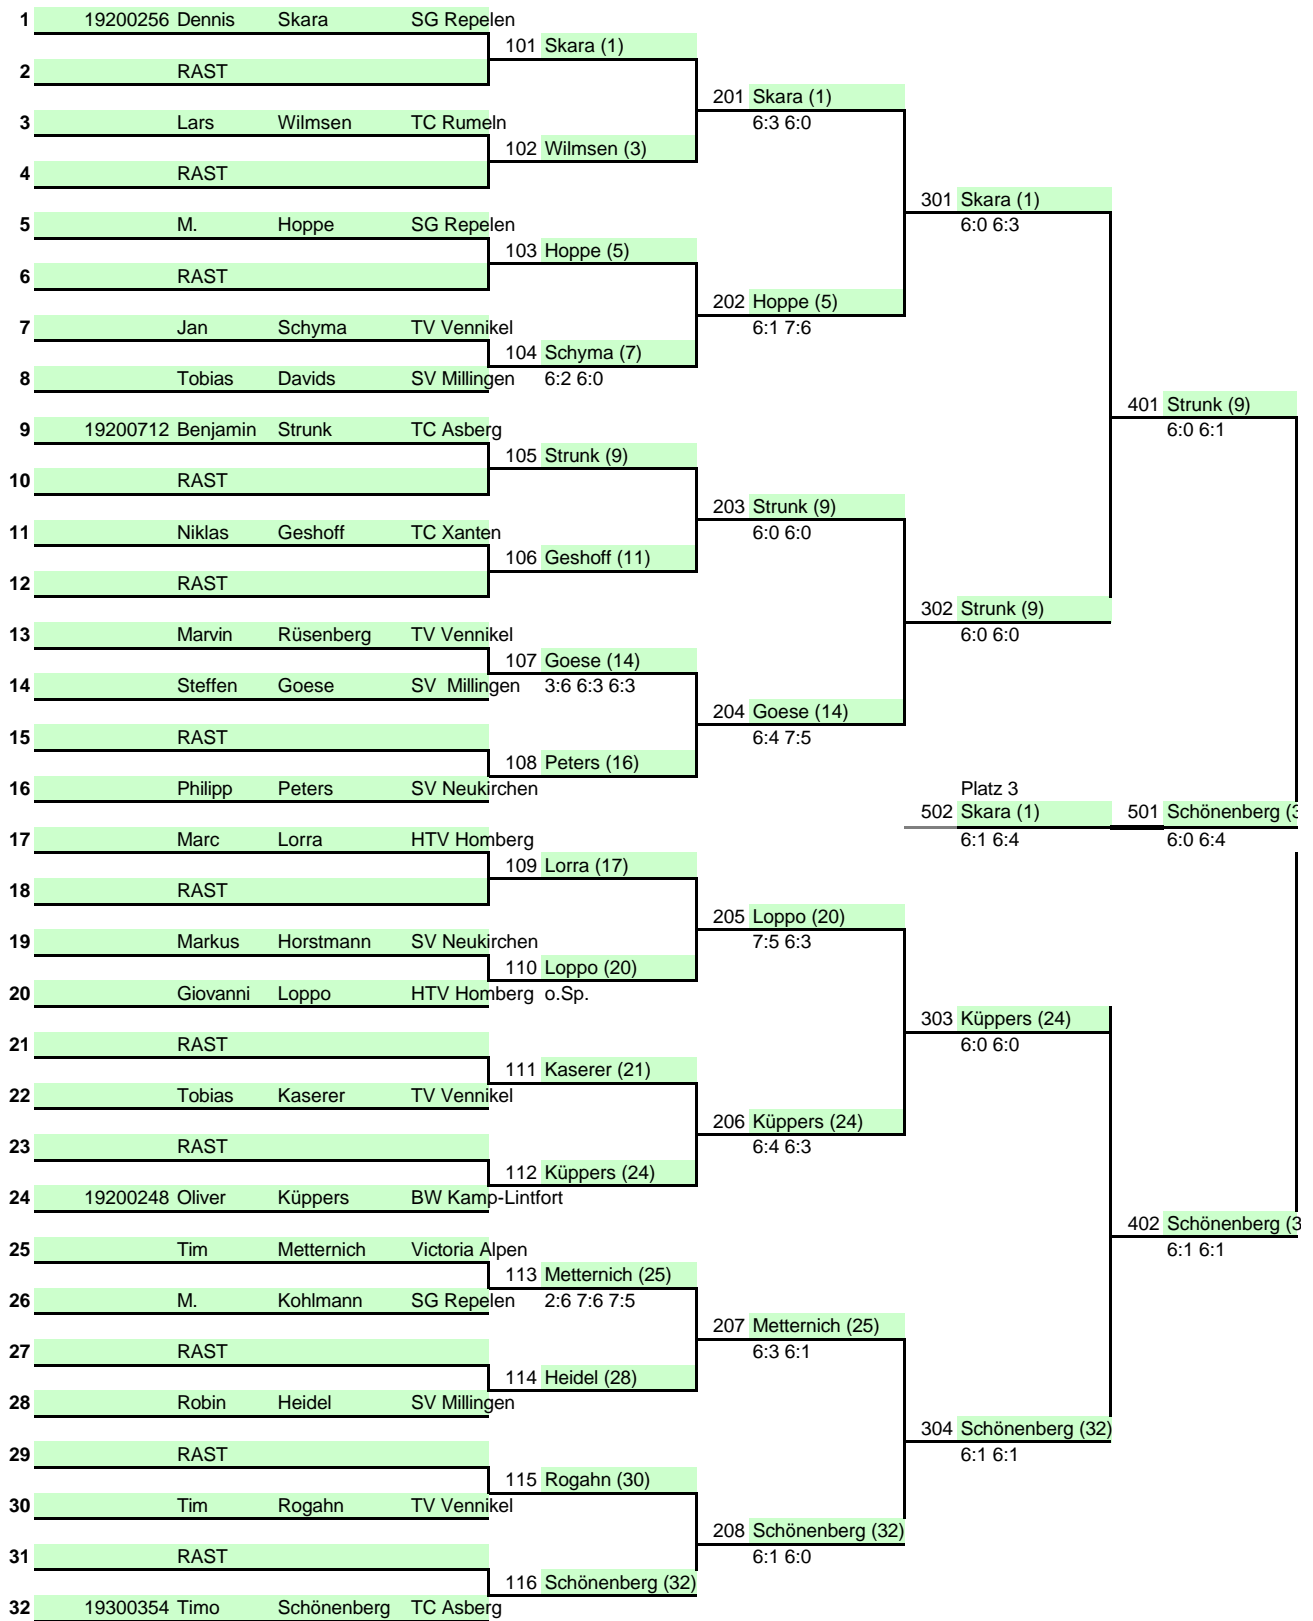 1 19200256 Dennis Skara SG Repelen
101 Skara (1)
2 RAST
201 Skara (1)
3 Lars Wilmsen TC Rumeln 6:3 6:0
102 Wilmsen (3)
4 RAST
301 Skara (1)
5 M. Hoppe SG Repelen 6:0 6:3
103 Hoppe (5)
6 RAST
202 Hoppe (5)
7 Jan Schyma TV Vennikel 6:1 7:6
104 Schyma (7)
8 Tobias Davids SV Millingen 6:2 6:0
401 Strunk (9)
9 19200712 Benjamin Strunk TC Asberg 6:0 6:1
105 Strunk (9)
10 RAST
203 Strunk (9)
11 Niklas Geshoff TC Xanten 6:0 6:0
106 Geshoff (11)
12 RAST
302 Strunk (9)
13 Marvin Rüsenberg TV Vennikel 6:0 6:0
107 Goese (14)
14 Steffen Goese SV Millingen 3:6 6:3 6:3
204 Goese (14)
15 RAST 6:4 7:5
108 Peters (16)
16 Philipp Peters SV Neukirchen Platz 3
502 Skara (1) 501 Schönenberg (3
17 Marc Lorra HTV Homberg 6:1 6:4 6:0 6:4
109 Lorra (17)
18 RAST
205 Loppo (20)
19 Markus Horstmann SV Neukirchen 7:5 6:3
110 Loppo (20)
20 Giovanni Loppo HTV Homberg o.Sp.
303 Küppers (24)
21 RAST 6:0 6:0
111 Kaserer (21)
22 Tobias Kaserer TV Vennikel
206 Küppers (24)
23 RAST 6:4 6:3
112 Küppers (24)
24 19200248 Oliver Küppers BW Kamp-Lintfort
402 Schönenberg (3
25 Tim Metternich Victoria Alpen 6:1 6:1
113 Metternich (25)
26 M. Kohlmann SG Repelen 2:6 7:6 7:5
207 Metternich (25)
27 RAST 6:3 6:1
114 Heidel (28)
28 Robin Heidel SV Millingen
304 Schönenberg (32)
29 RAST 6:1 6:1
115 Rogahn (30)
30 Tim Rogahn TV Vennikel
208 Schönenberg (32)
31 RAST 6:1 6:0
116 Schönenberg (32)
32 19300354 Timo Schönenberg TC Asberg